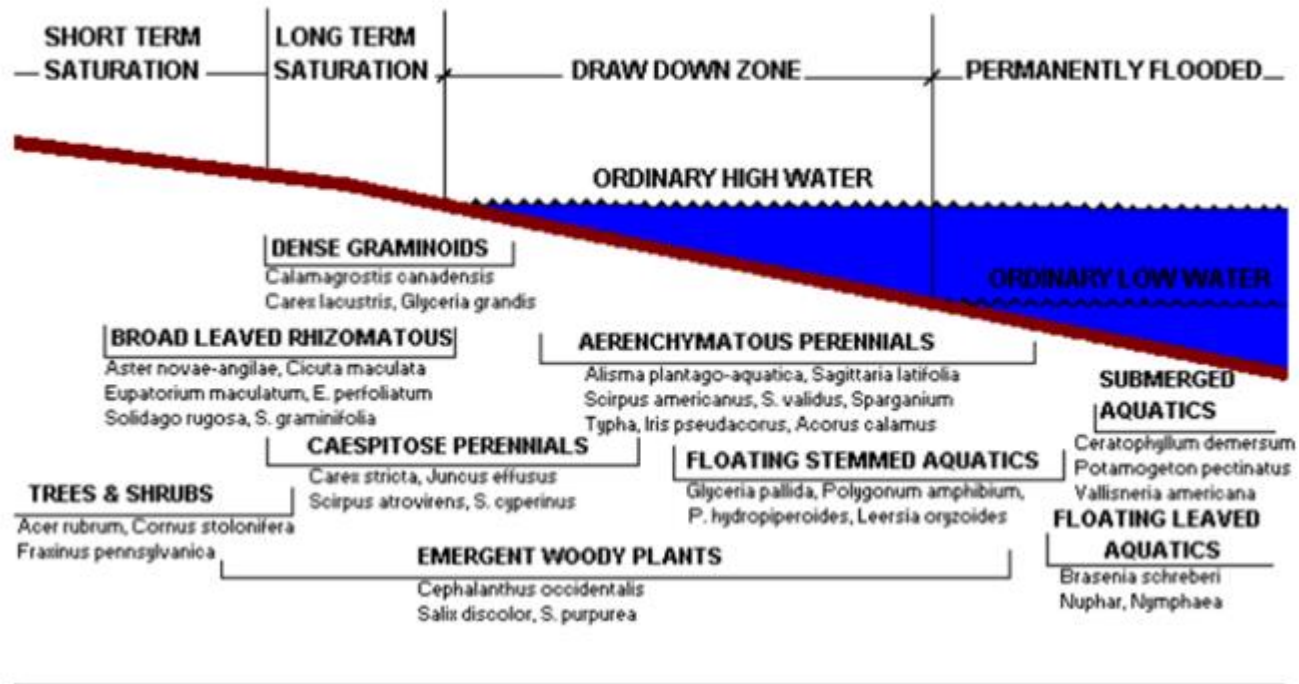 SHORT TERM
SATURATION
LONG TERM
SATURATION
DRAW DOWN ZONE
PERMANENTLY FLOODED
ORDINARY HIGH WATER
ORDINARY LOW WATER
DENSE GRAMINOIDS
Calamagrostis canadensis
Carex lacustris, Glyceria grandis
BROAD LEAVED RHIZOMATOUS
Aster novae-angilae, Cicuta maculata
Eupatorium maculatum, E. perfoliatum
Solidago rugosa, S. graminifolia
AERENCHYMATOUS PERENNIALS
Alisma plantago-aquatica, Sagittaria latifolia
Scirpus americanus, S. validus, Sparganium
Typha, Iris pseudacorus, Acorus calamus
SUBMERGED
AQUATICS
Ceratophyllum demersum
Potamogeton pectinatus
Vallisneria americana
CAESPITOSE PERENNIALS
Carex stricta, Juncus effusus
Scirpus atrovirens, S. cyperinus
FLOATING STEMMED AQUATICS
Glyceria pallida, Polygonum amphibium,
P. hydropiperoides, Leersia oryzoides
TREES & SHRUBS
Acer rubrum, Cornus stolonifera
Fraxinus pennsylvanica
FLOATING LEAVED
AQUATICS
Brasenia schreberi
Nuphar, Nymphaea
EMERGENT WOODY PLANTS
Cephalanthus occidentalis
Salix discolor, S. purpurea